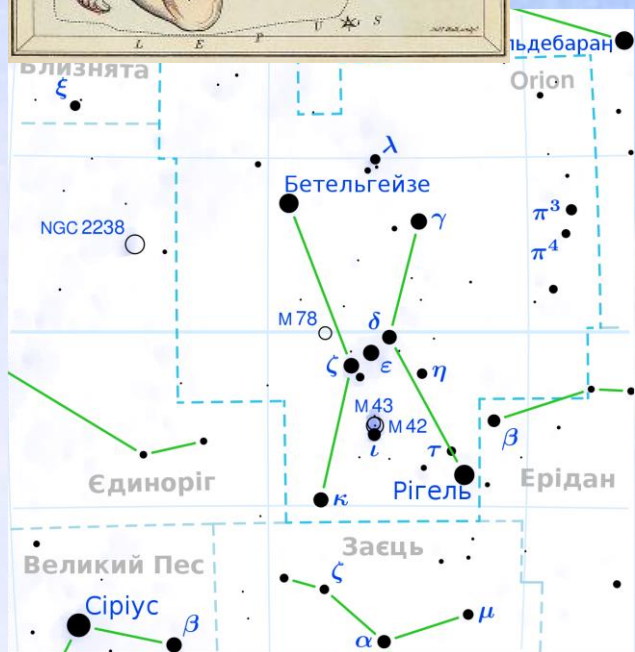 L E P U S
льдебаран
Близнята
Orion
ξ
λ
Бетельгейзе
γ
π³
NGC 2238
π⁴
M 78
δ
ζ
ε
η
M 43
M 42
ι
τ
β
κ
Рігель
Єдиноріг
Ерідан
Заєць
Великий Пес
ζ
Сіріус
β
μ
α